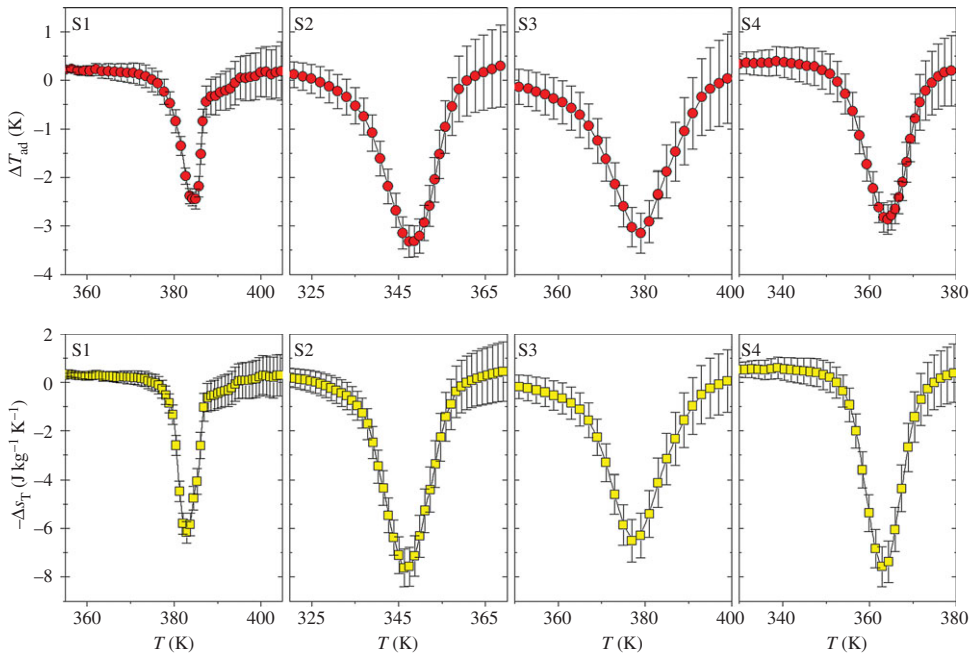 S1 S2 S3 S4
1
0
−1
−2
−3
−4
ΔT_ad (K)
360 380 400 325 345 365 360 380 400 340 360 380
S1 S2 S3 S4
2
0
−2
−4
−6
−8
−Δs_T (J kg⁻¹ K⁻¹)
360 380 400 325 345 365 360 380 400 340 360 380
T (K) T (K) T (K) T (K)